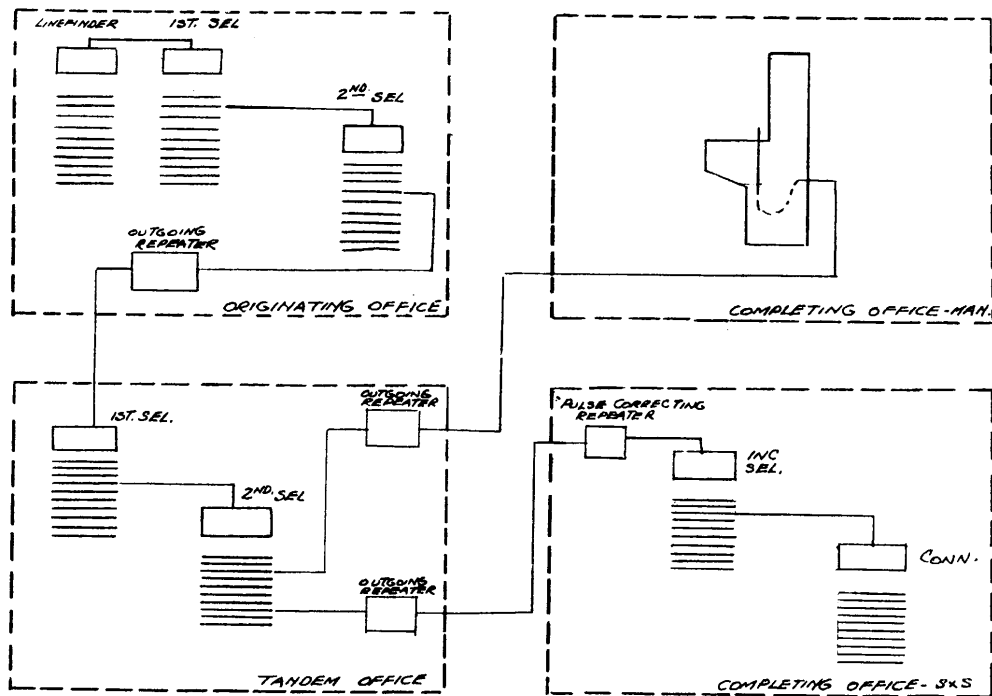 LINEFINDER
1ST. SEL
2ND. SEL
OUTGOING
REPEATER
ORIGINATING OFFICE
COMPLETING OFFICE-MAN.
1ST. SEL.
2ND. SEL
OUTGOING
REPEATER
OUTGOING
REPEATER
TANDEM OFFICE
PULSE CORRECTING
REPEATER
INC
SEL.
CONN.
COMPLETING OFFICE- SXS